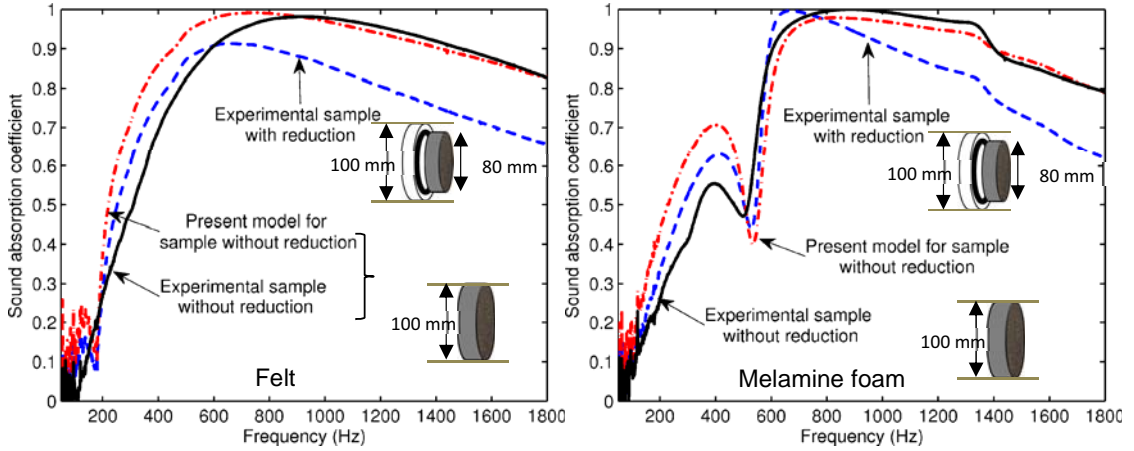 1
0.9
0.8
0.7
0.6
0.5
0.4
0.3
0.2
0.1
0
Sound absorption coefficient
Experimental sample
with reduction
100 mm
80 mm
Present model for
sample without reduction
Experimental sample
without reduction
100 mm
Felt
200 400 600 800 1000 1200 1400 1600 1800
Frequency (Hz)
1
0.9
0.8
0.7
0.6
0.5
0.4
0.3
0.2
0.1
0
Sound absorption coefficient
Experimental sample
with reduction
100 mm
80 mm
Present model for sample
without reduction
Experimental sample
without reduction
100 mm
Melamine foam
200 400 600 800 1000 1200 1400 1600 1800
Frequency (Hz)